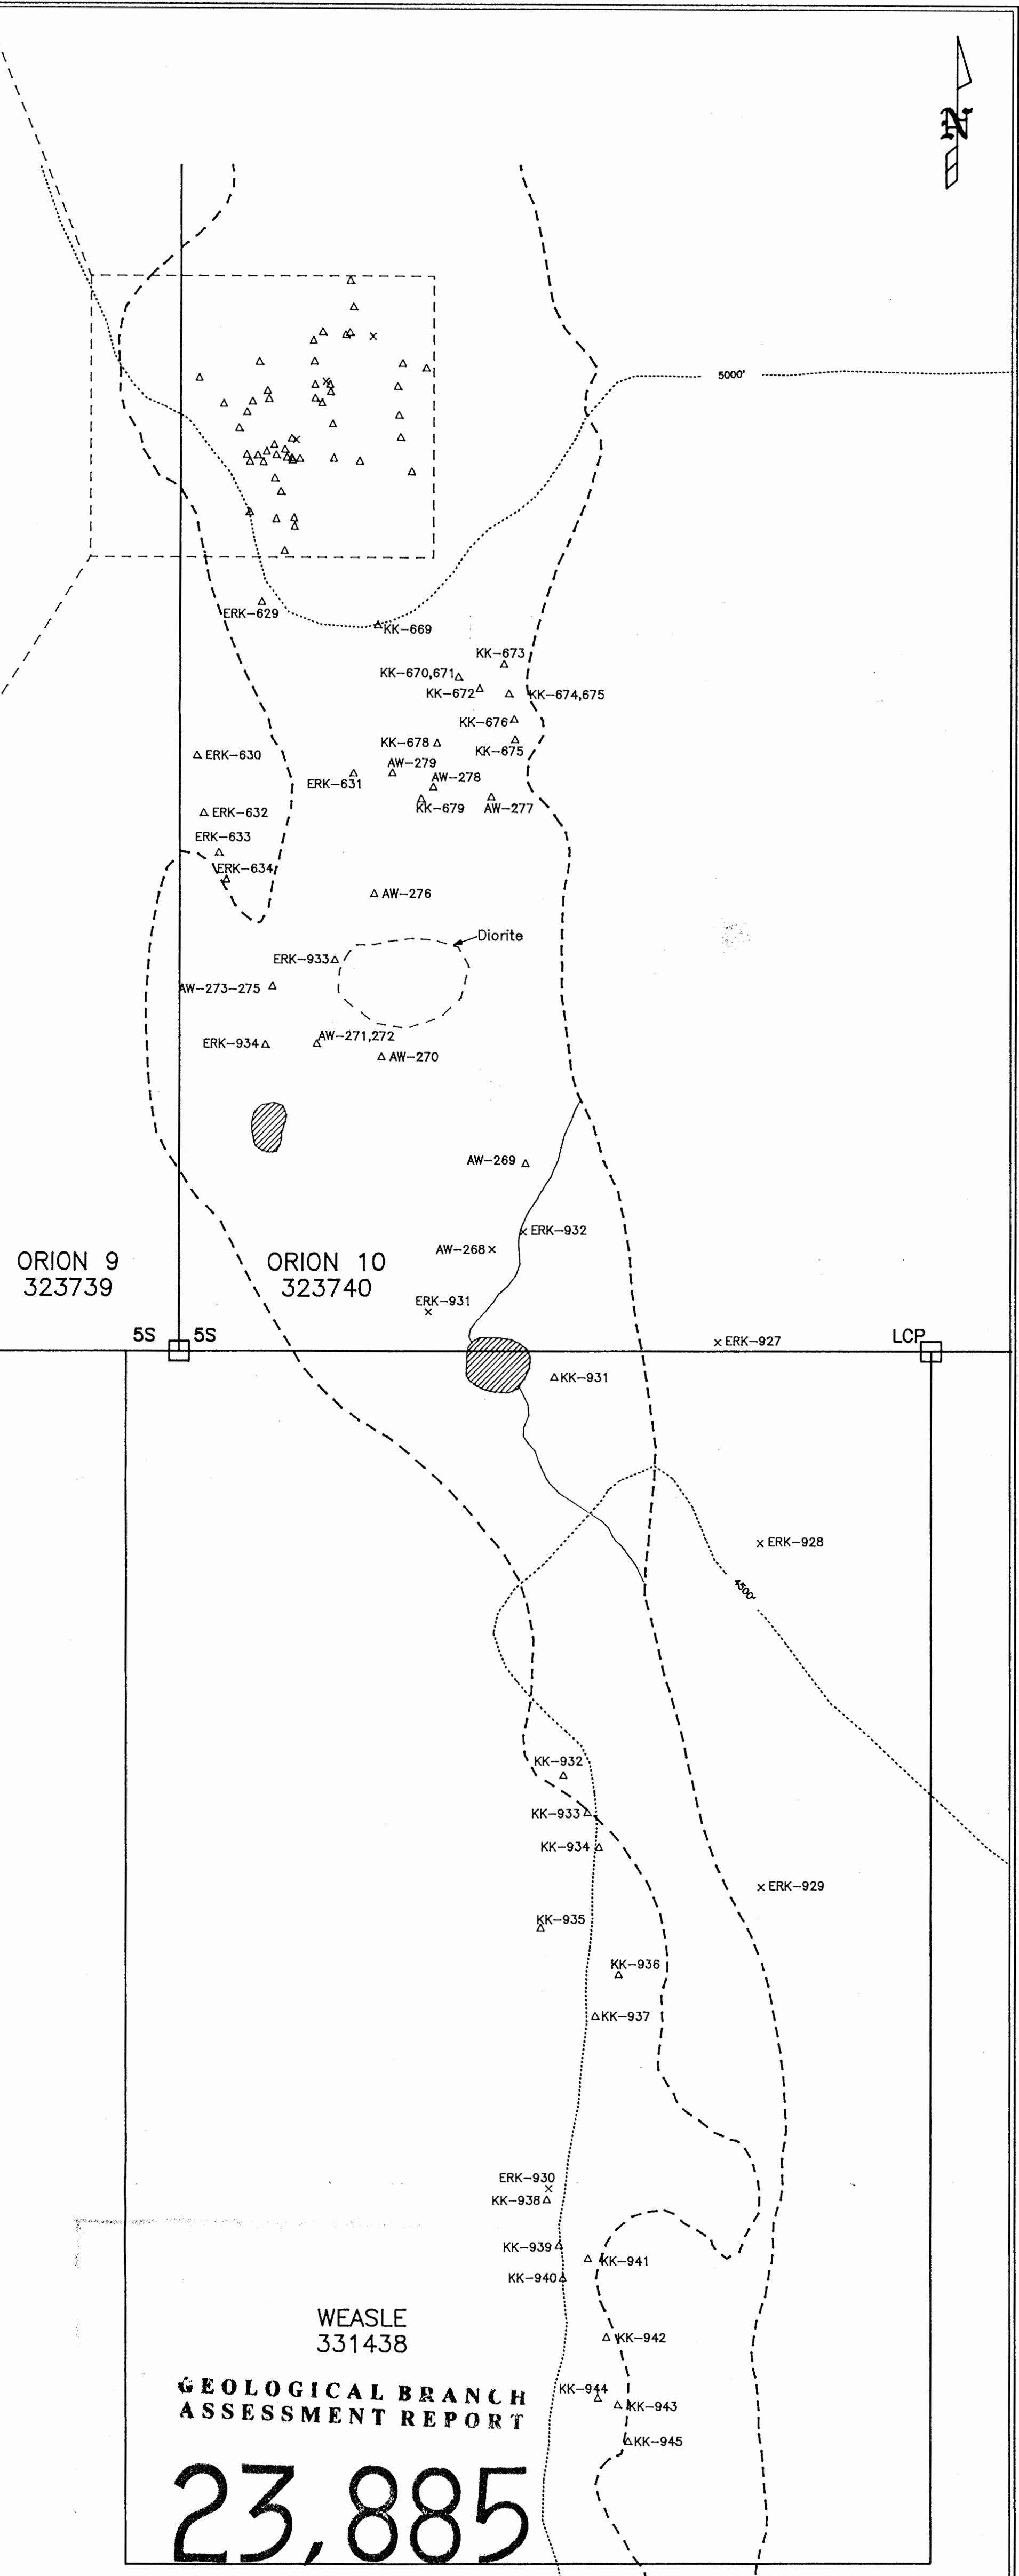 N
5000'
ERK-629
KK-669
KK-673
KK-670,671
KK-672
KK-674,675
KK-676
KK-678
KK-675
ERK-630
AW-279
ERK-631
AW-278
KK-679
AW-277
ERK-632
ERK-633
ERK-634
AW-276
Diorite
ERK-933
AW-273-275
AW-271,272
ERK-934
AW-270
AW-269
ERK-932
AW-268
ORION 9
323739
ORION 10
323740
ERK-931
5S
5S
ERK-927
LCP
KK-931
ERK-928
4500'
KK-932
KK-933
KK-934
ERK-929
KK-935
KK-936
KK-937
ERK-930
KK-938
KK-939
KK-941
KK-940
WEASLE
331438
KK-942
KK-944
KK-943
KK-945
GEOLOGICAL BRANCH
ASSESSMENT REPORT
23,885